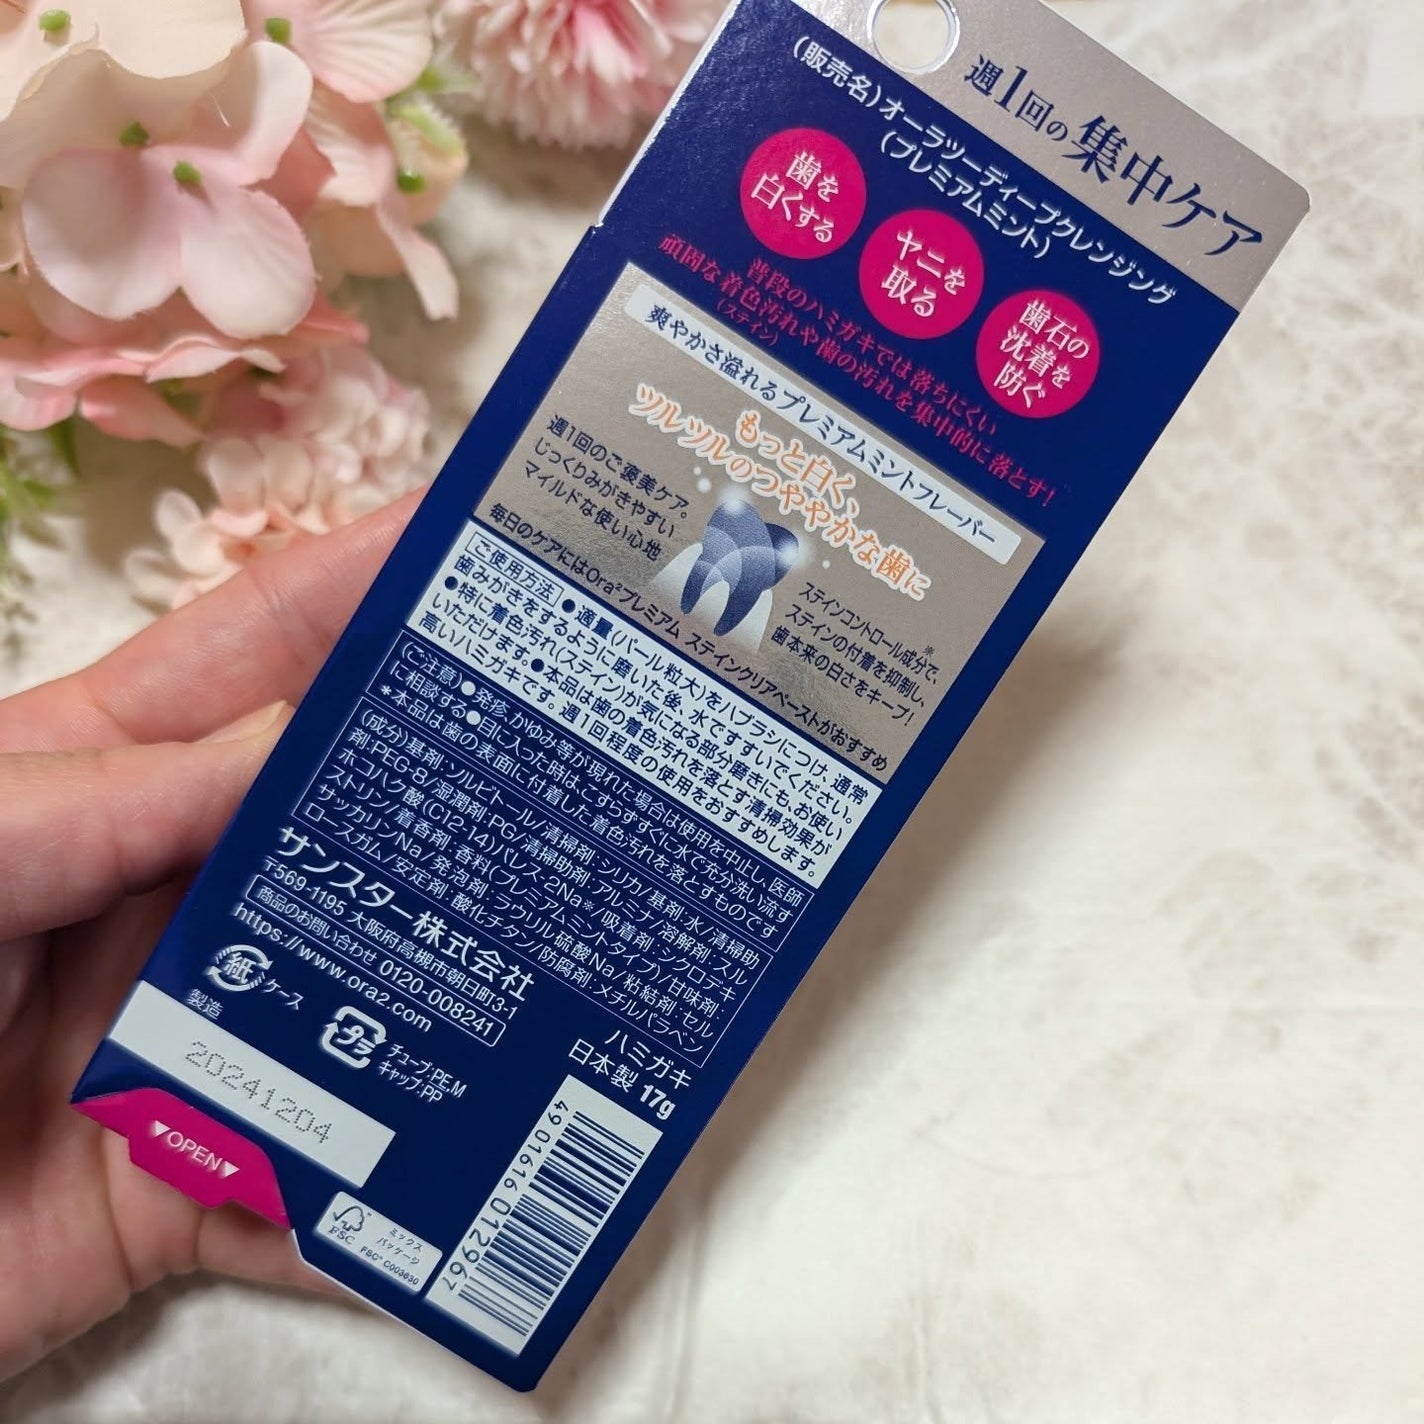 週1回の集中ケア
(販売名)オーラツーディープクレンジング
(プレミアムミント)
歯を
白くする
ヤニを
取る
歯石の
沈着を
防ぐ
普段のハミガキでは落ちにくい
頑固な着色汚れや歯の汚れを集中的に落とす!
(ステイン)
爽やかさ溢れるプレミアムミントフレーバー
もっと白く、
ツルツルのつややかな歯に
週1回のご褒美ケア。
じっくりみがきやすい
マイルドな使い心地
ステインコントロール成分※で、
ステインの付着を抑制し、
歯本来の白さをキープ!
毎日のケアにはOra²プレミアム ステインクリアペーストがおすすめ
ご使用方法 ●適量(パール粒大)をハブラシにつけ、通常
歯みがきをするように磨いた後、水ですすいでください。
●特に着色汚れ(ステイン)が気になる部分磨きにも、お使い
いただけます。●本品は歯の着色汚れを落とす清掃効果が
高いハミガキです。週1回程度の使用をおすすめします。
(ご注意)●発疹、かゆみ等が現れた場合は使用を中止し、医師
に相談する●目に入った時は、こすらずすぐに水で充分洗い流す
*本品は歯の表面に付着した着色汚れを落とすものです
(成分)基剤:ソルビトール/清掃剤:シリカ/基剤:水/清掃助
剤:PEG-8/湿潤剤:PG/清掃助剤:アルミナ/溶解剤:スル
ホコハク酸(C12-14)パレス-2Na※/吸着剤:シクロデキ
ストリン/着香剤:香料(プレミアムミントタイプ)/甘味剤:
サッカリンNa/発泡剤:ラウリル硫酸Na/粘結剤:セル
ロースガム/安定剤:酸化チタン/防腐剤:メチルパラベン
サンスター株式会社
〒569-1195 大阪府高槻市朝日町3-1
商品のお問い合わせ 0120-008241
https://www.ora2.com
紙 ケース
プラ チューブ:PE,M
キャップ:PP
ハミガキ
日本製 17g
製造
20241204
▼OPEN▼
FSC
ミックス
パッケージ
FSC® C003630
4 901616 012967